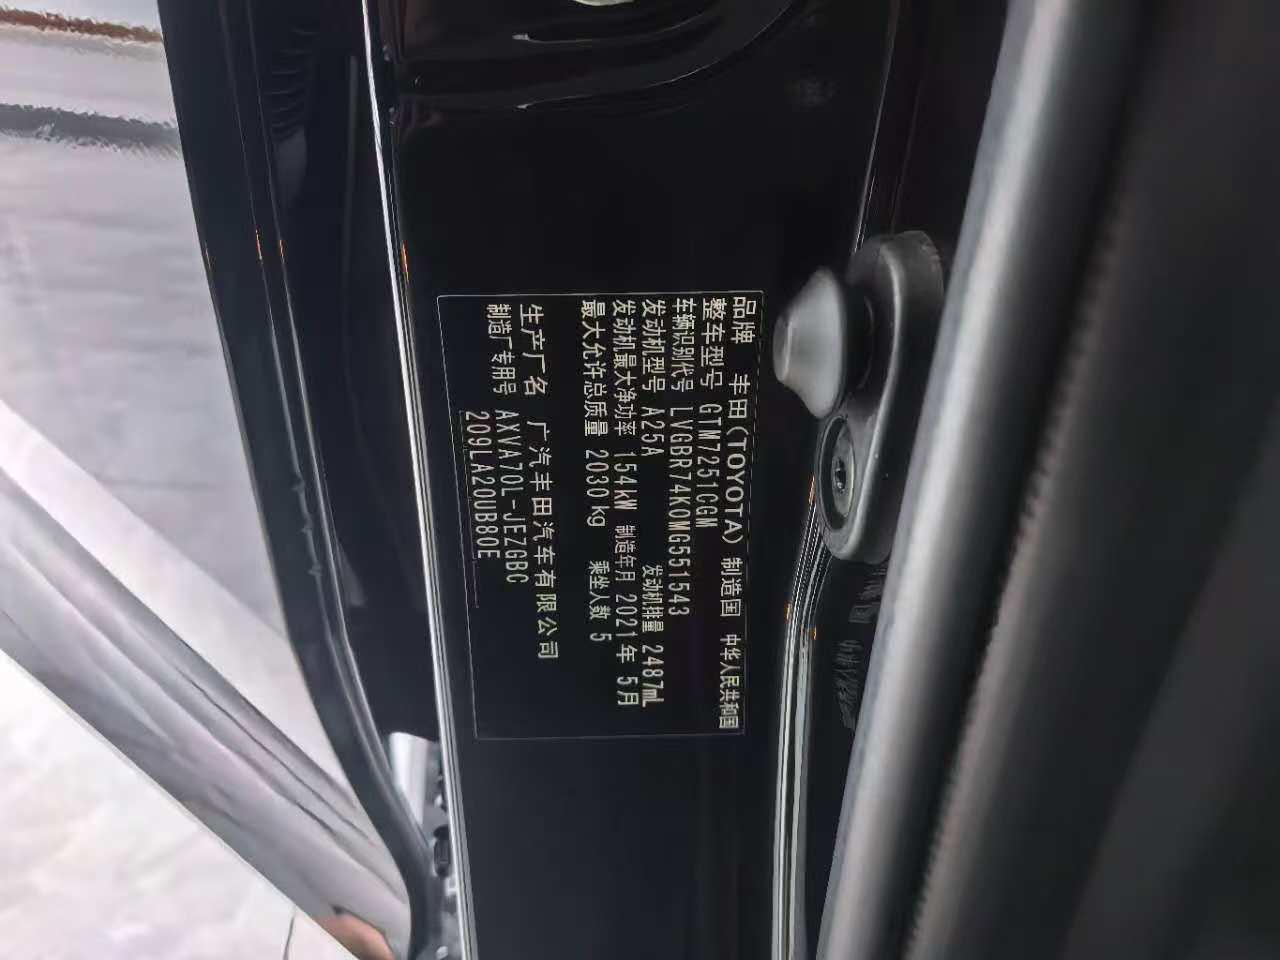 品牌 丰田(TOYOTA) 制造国 中华人民共和国
整车型号 GTM7251CGM
车辆识别代号 LVGBR74K0MG551543
发动机型号 A25A 发动机排量 2487mL
发动机最大净功率 154kW 制造年月 2021年 5月
最大允许总质量 2030kg 乘坐人数 5
生产厂名 广汽丰田汽车有限公司
制造厂专用号 AXVA70L-JEZGBC
209LA20UB80E